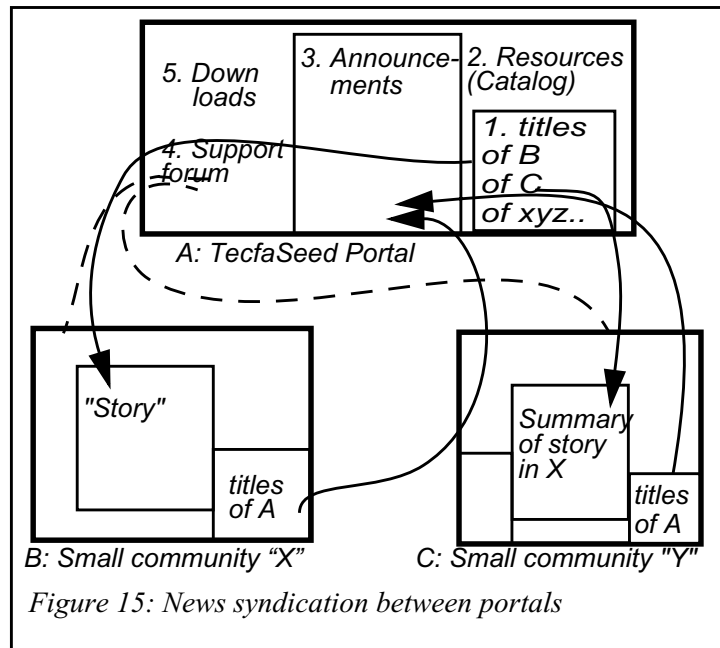 5. Down
loads
3. Announce-
ments
2. Resources
(Catalog)
4. Support
forum
1. titles
of B
of C
of xyz..
A: TecfaSeed Portal
"Story"
titles
of A
B: Small community “X”
Summary
of story
in X
titles
of A
C: Small community "Y"
Figure 15: News syndication between portals